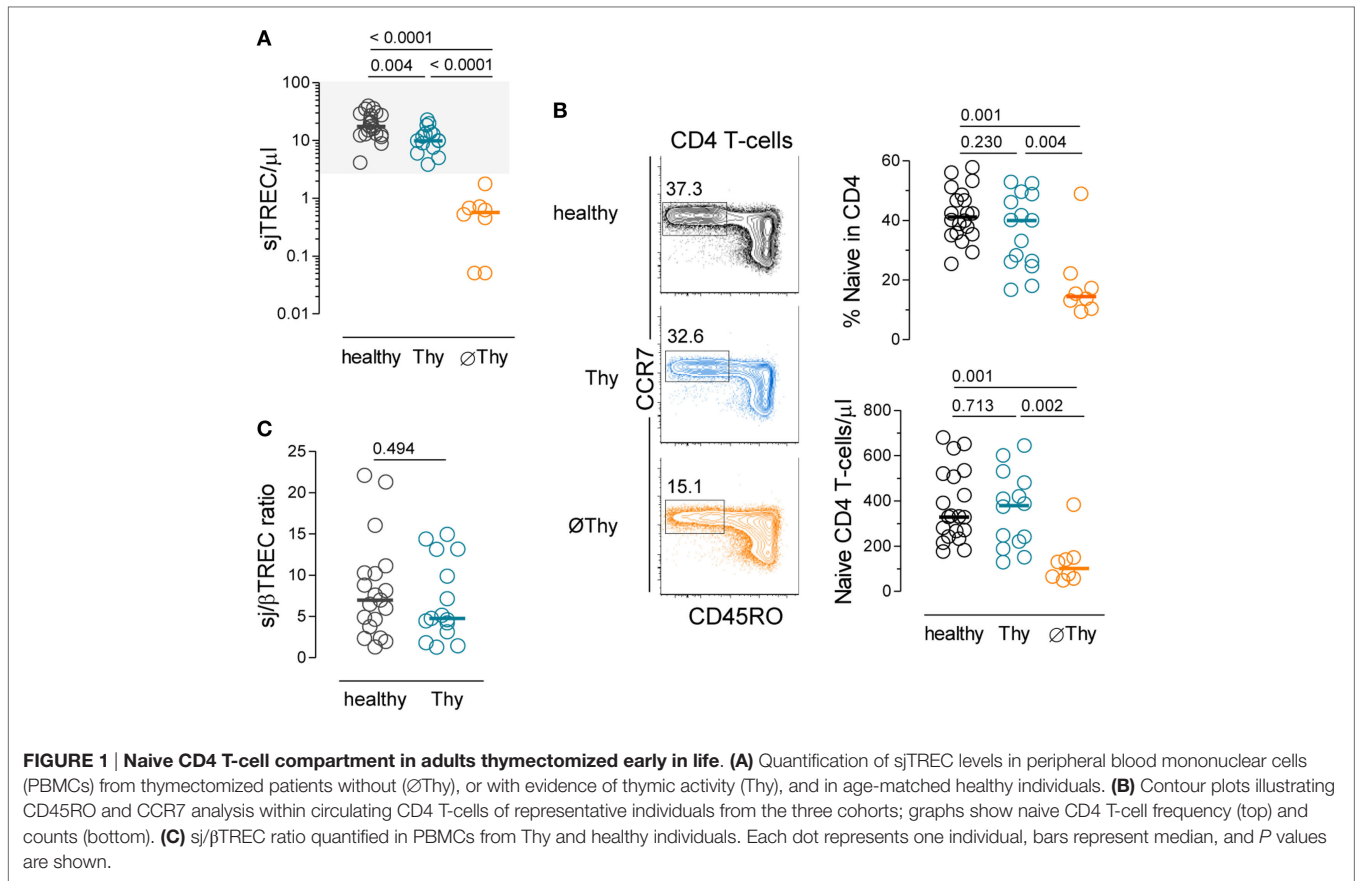 A
< 0.0001
0.004 < 0.0001
sjTREC/μl
100
10
1
0.1
0.01
healthy Thy ∅Thy
B
CD4 T-cells
healthy
37.3
Thy
32.6
ØThy
15.1
CCR7
CD45RO
0.001
0.230 0.004
% Naive in CD4
60
40
20
0
0.001
0.713 0.002
Naive CD4 T-cells/μl
800
600
400
200
0
healthy Thy ∅Thy
C
0.494
sj/βTREC ratio
25
20
15
10
5
0
healthy Thy
FIGURE 1 | Naive CD4 T-cell compartment in adults thymectomized early in life. (A) Quantification of sjTREC levels in peripheral blood mononuclear cells
(PBMCs) from thymectomized patients without (ØThy), or with evidence of thymic activity (Thy), and in age-matched healthy individuals. (B) Contour plots illustrating
CD45RO and CCR7 analysis within circulating CD4 T-cells of representative individuals from the three cohorts; graphs show naive CD4 T-cell frequency (top) and
counts (bottom). (C) sj/βTREC ratio quantified in PBMCs from Thy and healthy individuals. Each dot represents one individual, bars represent median, and P values
are shown.